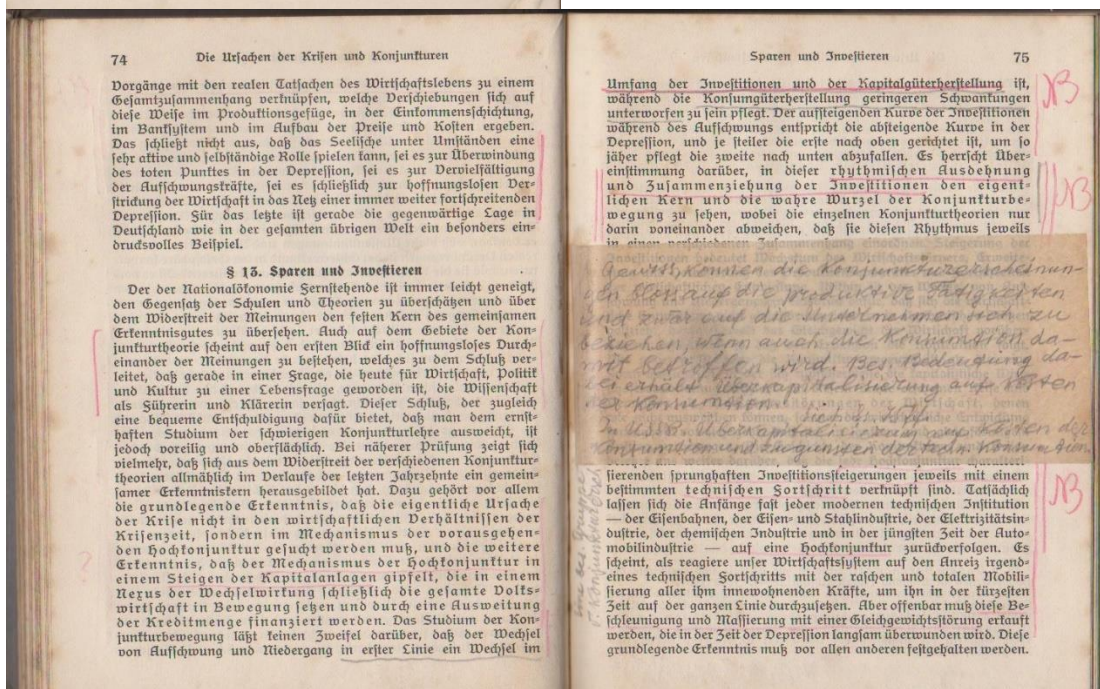 74 Die Ursachen der Krisen und Konjunkturen
Vorgänge mit den realen Tatsachen des Wirtschaftslebens zu einem
Gesamtzusammenhang verknüpfen, welche Verschiebungen sich auf
diese Weise im Produktionsgefüge, in der Einkommenschichtung,
im Banksystem und im Aufbau der Preise und Kosten ergeben.
Das schließt nicht aus, daß das Seelische unter Umständen eine
sehr aktive und selbständige Rolle spielen kann, sei es zur Überwindung
des toten Punktes in der Depression, sei es zur Vervielfältigung
der Aufschwungskräfte, sei es schließlich zur hoffnungslosen Ver-
strickung der Wirtschaft in das Netz einer immer weiter fortschreitenden
Depression. Für das letzte ist gerade die gegenwärtige Lage in
Deutschland wie in der gesamten übrigen Welt ein besonders ein-
drucksvolles Beispiel.
§ 13. Sparen und Investieren
Der der Nationalökonomie Fernstehende ist immer leicht geneigt,
den Gegensatz der Schulen und Theorien zu überschätzen und über
dem Widerstreit der Meinungen den festen Kern des gemeinsamen
Erkenntnisgutes zu übersehen. Auch auf dem Gebiete der Kon-
junkturtheorie scheint auf den ersten Blick ein hoffnungsloses Durch-
einander der Meinungen zu bestehen, welches zu dem Schluß ver-
leitet, daß gerade in einer Frage, die heute für Wirtschaft, Politik
und Kultur zu einer Lebensfrage geworden ist, die Wissenschaft
als Führerin und Klärerin versagt. Dieser Schluß, der zugleich
eine bequeme Entschuldigung dafür bietet, daß man dem ernst-
haften Studium der schwierigen Konjunkturlehre ausweicht, ist
jedoch voreilig und oberflächlich. Bei näherer Prüfung zeigt sich
vielmehr, daß sich aus dem Widerstreit der verschiedenen Konjunktur-
theorien allmählich im Verlaufe der letzten Jahrzehnte ein gemein-
samer Erkenntniskern herausgebildet hat. Dazu gehört vor allem
die grundlegende Erkenntnis, daß die eigentliche Ursache
der Krise nicht in den wirtschaftlichen Verhältnissen der
Krisenzeit, sondern im Mechanismus der vorausgehen-
den Hochkonjunktur gesucht werden muß, und die weitere
Erkenntnis, daß der Mechanismus der Hochkonjunktur in
einem Steigen der Kapitalanlagen gipfelt, die in einem
Nexus der Wechselwirkung schließlich die gesamte Volks-
wirtschaft in Bewegung setzen und durch eine Ausweitung
der Kreditmenge finanziert werden. Das Studium der Kon-
junkturbewegung läßt keinen Zweifel darüber, daß der Wechsel
von Aufschwung und Niedergang in erster Linie ein Wechsel im
?
Sparen und Investieren 75
Umfang der Investitionen und der Kapitalgüterherstellung ist,
während die Konsumgüterherstellung geringeren Schwankungen
unterworfen zu sein pflegt. Der aufsteigenden Kurve der Investitionen
während des Aufschwungs entspricht die absteigende Kurve in der
Depression, und je steiler die erste nach oben gerichtet ist, um so
jäher pflegt die zweite nach unten abzufallen. Es herrscht Über-
einstimmung darüber, in dieser rhythmischen Ausdehnung
und Zusammenziehung der Investitionen den eigent-
lichen Kern und die wahre Wurzel der Konjunkturbe-
wegung zu sehen, wobei die einzelnen Konjunkturtheorien nur
darin voneinander abweichen, daß sie diesen Rhythmus jeweils
in einen verschiedenen Zusammenhang
NB
NB
Gewiss, können die Konjunkturerscheinun-
gen bloss auf die produktive Tätigkeiten
und zwar auf die Unternehmen sich zu
beziehen, wenn auch die Konsumtion da-
mit betroffen wird. Bes. Bedeutung da-
bei erhält Überkapitalisierung auf Kosten
der Konsumtion.
In USSR. Überkapitalisierung nur Kosten der
Konsumtion und zugunsten der Konsumtion
sierenden sprunghaften Investitionssteigerungen jeweils mit einem
bestimmten technischen Fortschritt verknüpft sind. Tatsächlich
lassen sich die Anfänge fast jeder modernen technischen Institution
— der Eisenbahnen, der Eisen- und Stahlindustrie, der Elektrizitätsin-
dustrie, der chemischen Industrie und in der jüngsten Zeit der Auto-
mobilindustrie — auf eine Hochkonjunktur zurückverfolgen. Es
scheint, als reagiere unser Wirtschaftssystem auf den Anreiz irgend-
eines technischen Fortschritts mit der raschen und totalen Mobili-
sierung aller ihm innewohnenden Kräfte, um ihn in der kürzesten
Zeit auf der ganzen Linie durchzusetzen. Aber offenbar muß diese Be-
schleunigung und Massierung mit einer Gleichgewichtsstörung erkauft
werden, die in der Zeit der Depression langsam überwunden wird. Diese
grundlegende Erkenntnis muß vor allen anderen festgehalten werden.
NB